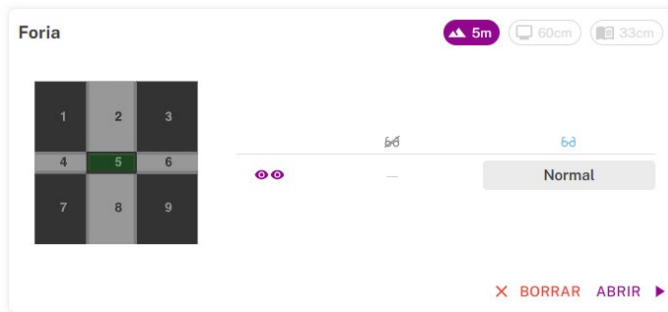 Foria
5m 60cm 33cm
1 2 3
4 5 6
7 8 9
— Normal
BORRAR ABRIR